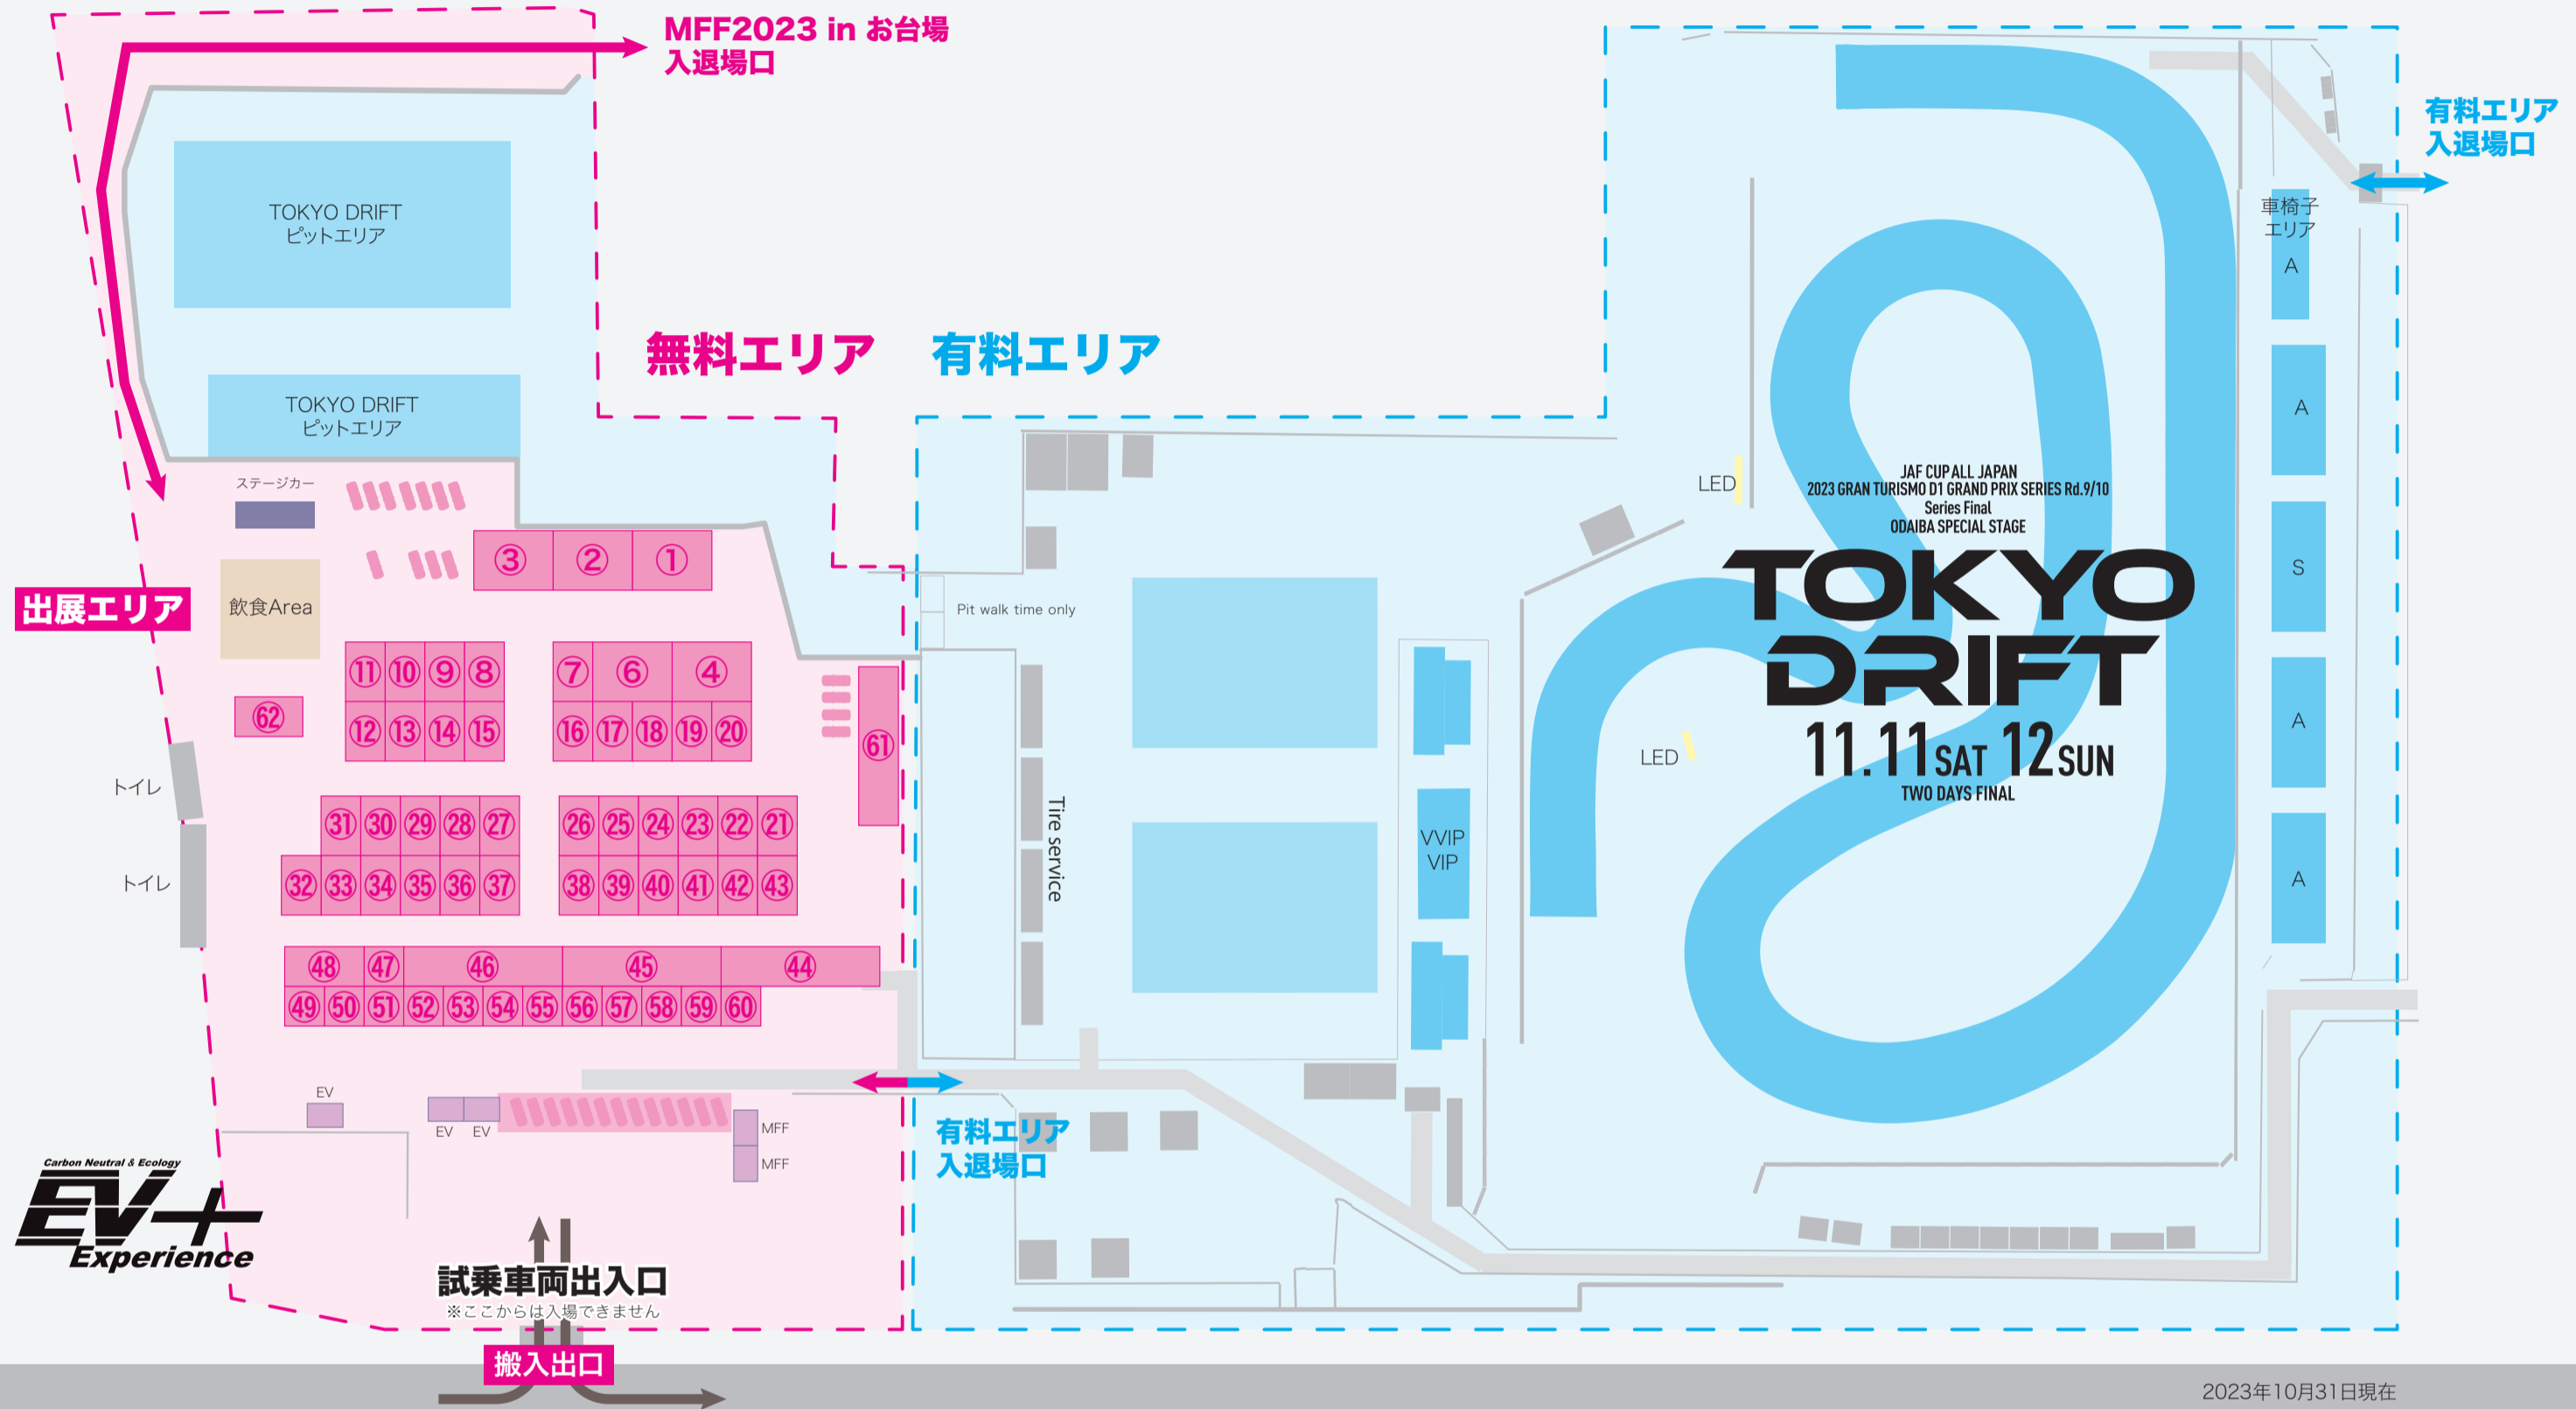 MFF2023 in お台場
入退場口
有料エリア
入退場口
TOKYO DRIFT
ピットエリア
TOKYO DRIFT
ピットエリア
無料エリア
有料エリア
車椅子
エリア
A
A
S
A
A
ステージカー
飲食Area
出展エリア
③ ② ①
⑪ ⑩ ⑨ ⑧ ⑦ ⑥ ④
⑫ ⑬ ⑭ ⑮ ⑯ ⑰ ⑱ ⑲ ⑳
62
61
トイレ
トイレ
㉛ ㉚ ㉙ ㉘ ㉗ ㉖ ㉕ ㉔ ㉓ ㉒ ㉑
㉜ ㉝ ㉞ ㉟ ㊱ ㊲ ㊳ ㊴ ㊵ ㊶ ㊷ ㊸
㊽ ㊼ ㊻ ㊺ ㊹
㊾ ㊿ 51 52 53 54 55 56 57 58 59 60
Pit walk time only
Tire service
VVIP
VIP
LED
LED
JAF CUP ALL JAPAN
2023 GRAN TURISMO D1 GRAND PRIX SERIES Rd.9/10
Series Final
ODAIBA SPECIAL STAGE
TOKYO
DRIFT
11.11 SAT 12 SUN
TWO DAYS FINAL
EV
EV EV
MFF
MFF
有料エリア
入退場口
Carbon Neutral & Ecology
EV+
Experience
試乗車両出入口
※ここからは入場できません
搬入出口
2023年10月31日現在